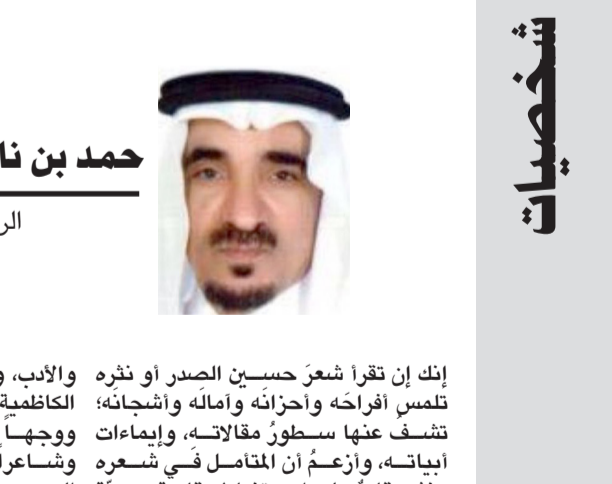 شخصيات
حمد بن نا
الر
إنك إن تقرأ شعرَ حسين الصدر أو نثره
تلمس أفراحَه وأحزانَه وآمالَه وأشجانَه؛
تشفّ عنها سطورُ مقالاته، وإيماءات
أبياته، وأزعمُ أن المتأمل في شعره
والأدب، و
الكاظمية
ووجهاً
وشاعراً